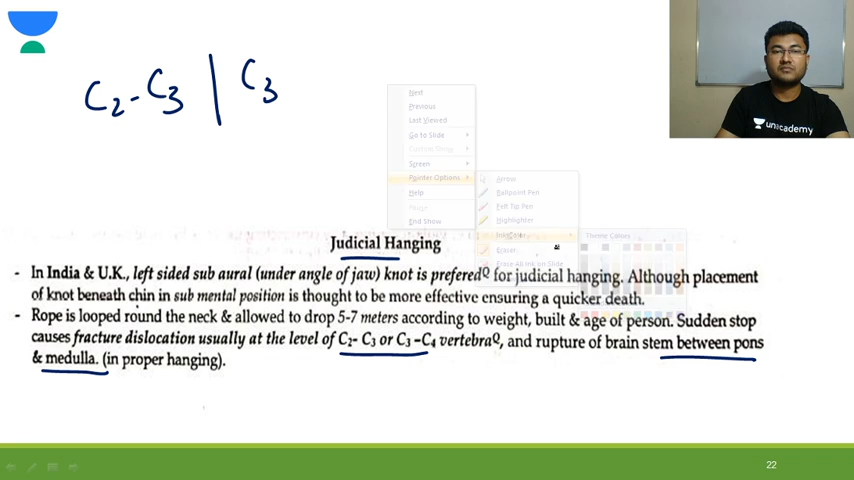 C2-C3 | C3
unacademy
Next
Previous
Last Viewed
Go to Slide
Custom Show
Screen
Pointer Options
Help
Pause
End Show
Arrow
Ballpoint Pen
Felt Tip Pen
Highlighter
Ink Color
Eraser
Erase All Ink on Slide
Theme Colors
Judicial Hanging
- In India & U.K., left sided sub aural (under angle of jaw) knot is preferedQ for judicial hanging. Although placement
of knot beneath chin in sub mental position is thought to be more effective ensuring a quicker death.
- Rope is looped round the neck & allowed to drop 5-7 meters according to weight, built & age of person. Sudden stop
causes fracture dislocation usually at the level of C2- C3 or C3 –C4 vertebraQ, and rupture of brain stem between pons
& medulla. (in proper hanging).
22